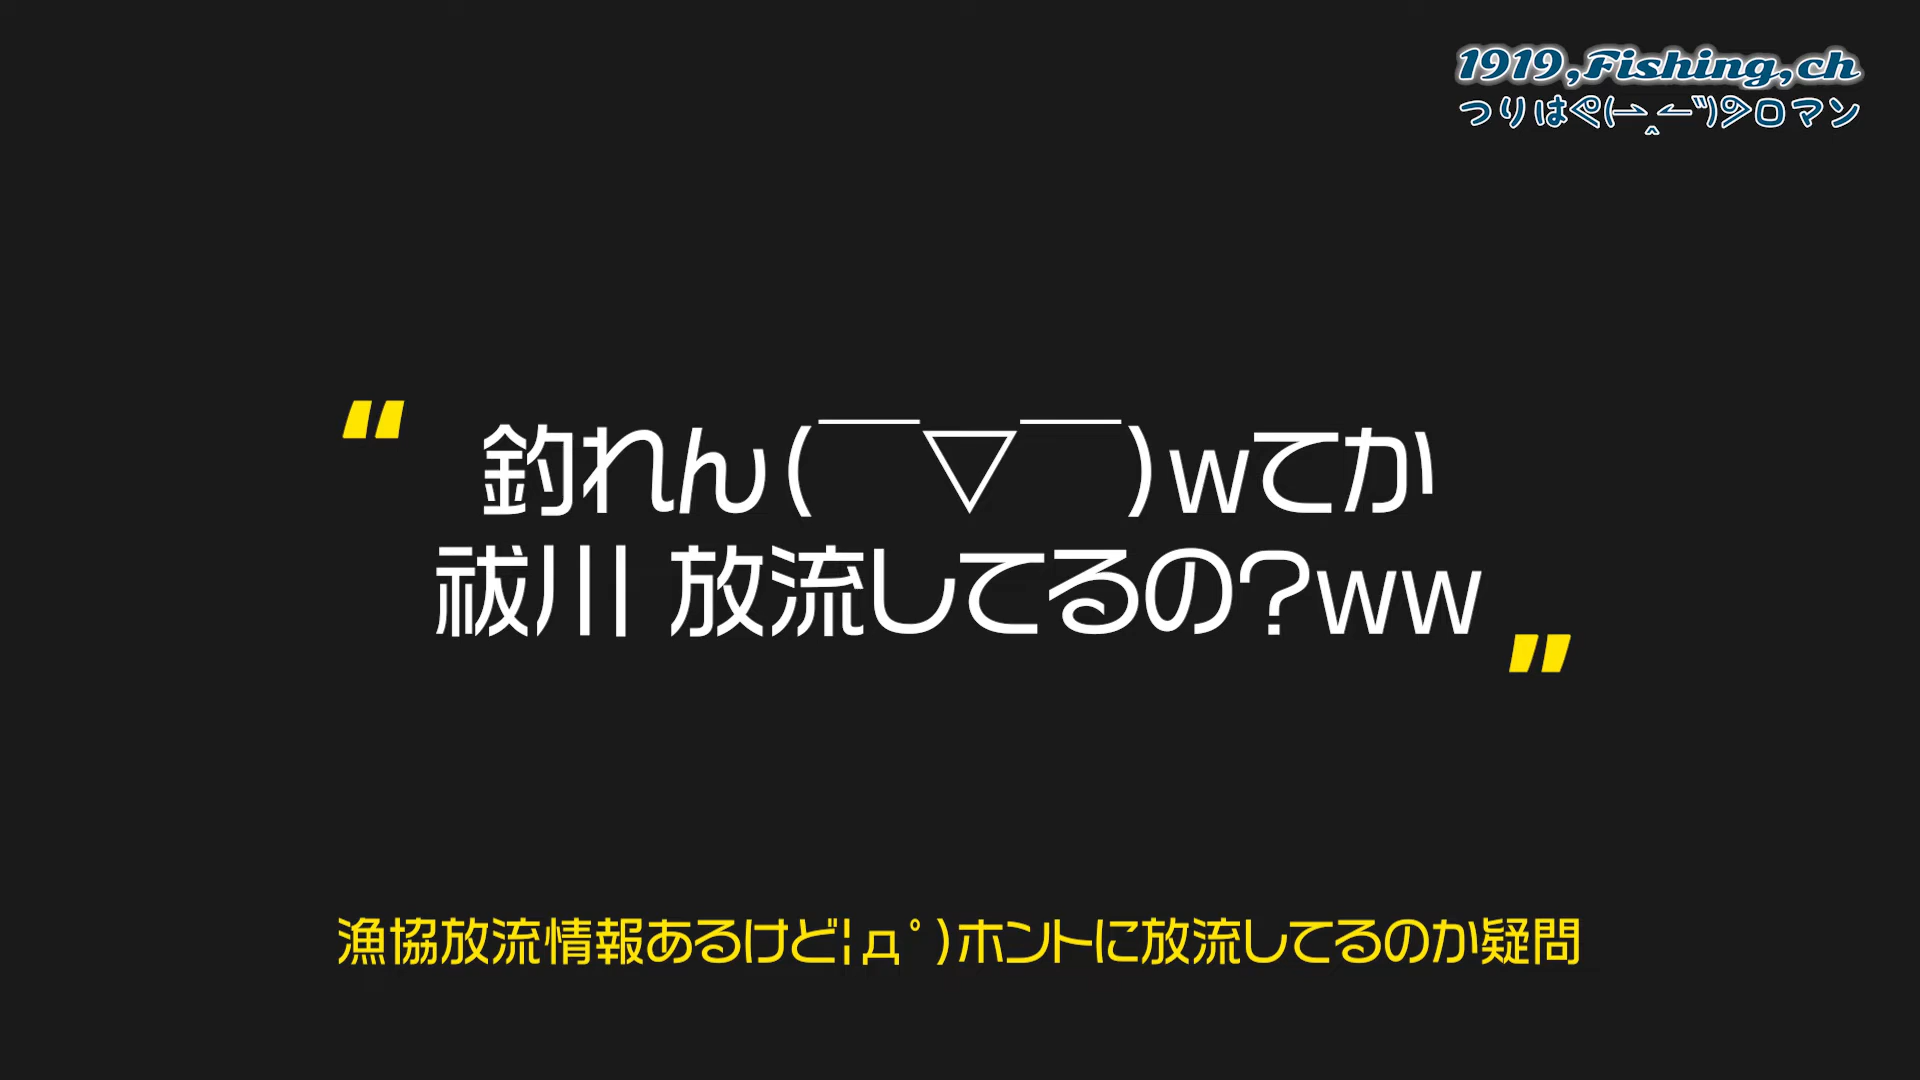 1919,Fishing,ch
つりはᕙ(⇀‸↼‶)ᕗロマン
“釣れん(￣▽￣)wてか
祓川 放流してるの?ww”
漁協放流情報あるけど|дﾟ)ホントに放流してるのか疑問